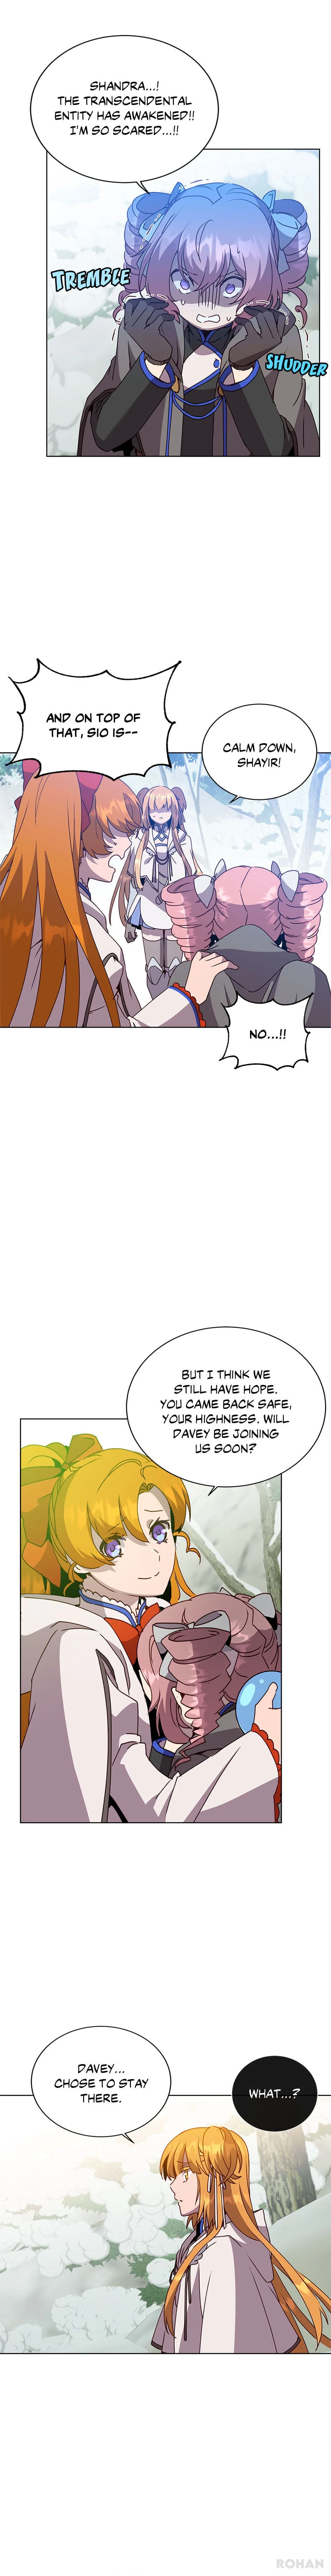 SHANDRA...!
THE TRANSCENDENTAL
ENTITY HAS AWAKENED!!
I'M SO SCARED...!!
TREMBLE
SHUDDER
AND ON TOP OF
THAT, SIO IS--
CALM DOWN,
SHAYIR!
NO...!!
BUT I THINK WE
STILL HAVE HOPE.
YOU CAME BACK SAFE,
YOUR HIGHNESS. WILL
DAVEY BE JOINING
US SOON?
DAVEY...
CHOSE TO STAY
THERE.
WHAT...?
ROHAN